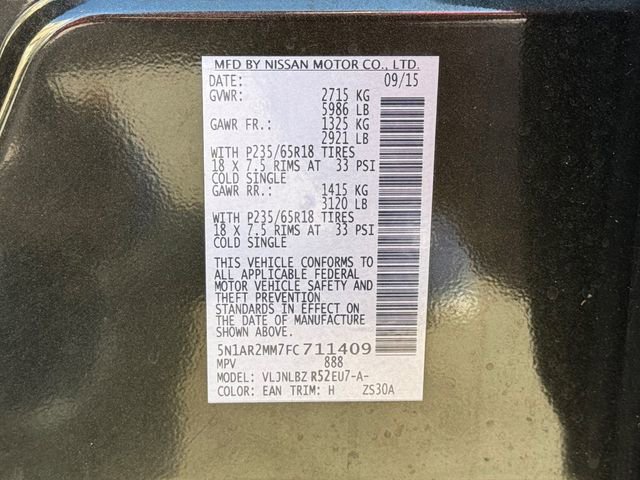 MFD BY NISSAN MOTOR CO., LTD.
DATE: 09/15
GVWR: 2715 KG
5986 LB
GAWR FR.: 1325 KG
2921 LB
WITH P235/65R18 TIRES
18 X 7.5 RIMS AT 33 PSI
COLD SINGLE
GAWR RR.: 1415 KG
3120 LB
WITH P235/65R18 TIRES
18 X 7.5 RIMS AT 33 PSI
COLD SINGLE
THIS VEHICLE CONFORMS TO
ALL APPLICABLE FEDERAL
MOTOR VEHICLE SAFETY AND
THEFT PREVENTION
STANDARDS IN EFFECT ON
THE DATE OF MANUFACTURE
5N1AR2MM7FC711409
MPV 888
MODEL: VLJNLBZ R52EU7-A-
COLOR: EAN TRIM: H ZS30A